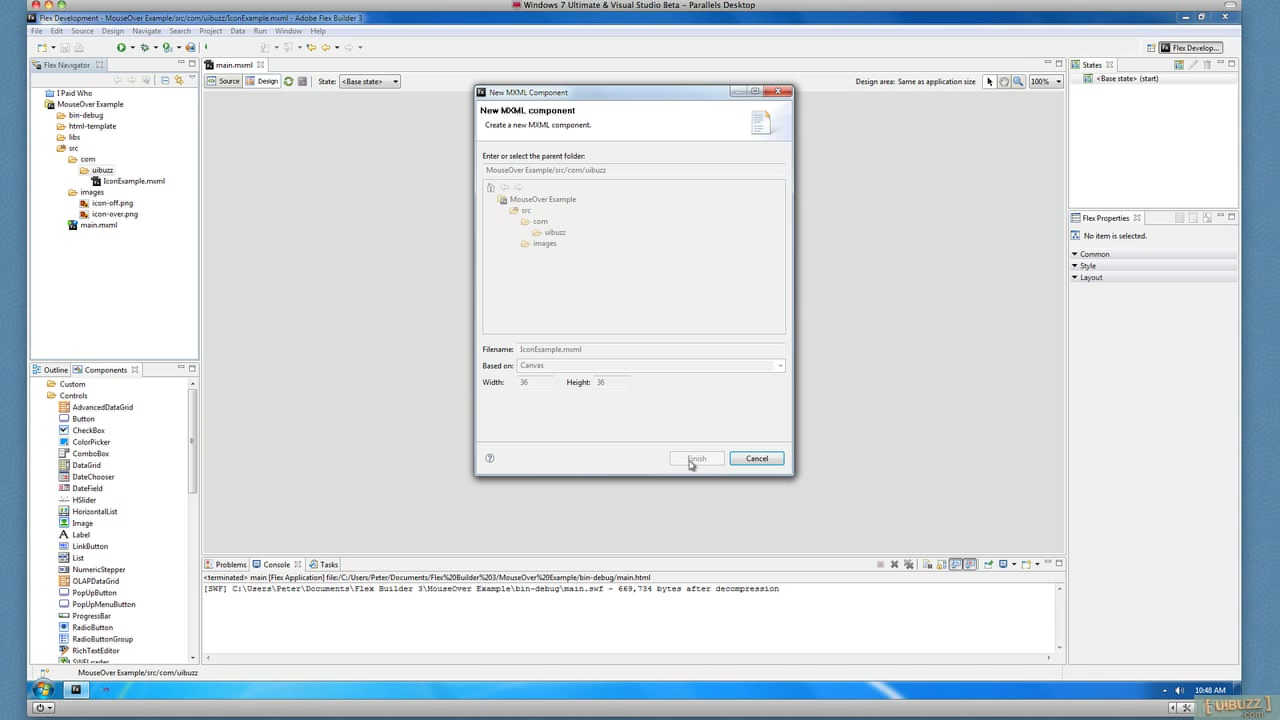 Windows 7 Ultimate & Visual Studio Beta - Parallels Desktop
Flex Development - MouseOver Example/src/com/uibuzz/IconExample.mxml - Adobe Flex Builder 3
File Edit Source Design Navigate Search Project Data Run Window Help
Flex Develop...
Flex Navigator
I Paid Who
MouseOver Example
bin-debug
html-template
libs
src
com
uibuzz
IconExample.mxml
images
icon-off.png
icon-over.png
main.mxml
main.mxml
Source Design State: <Base state> Design area: Same as application size 100%
New MXML Component
New MXML component
Create a new MXML component.
Enter or select the parent folder:
MouseOver Example/src/com/uibuzz
MouseOver Example
src
com
uibuzz
images
Filename: IconExample.mxml
Based on: Canvas
Width: 36 Height: 36
Finish Cancel
States
<Base state> (start)
Flex Properties
No item is selected.
Common
Style
Layout
Outline Components
Custom
Controls
AdvancedDataGrid
Button
CheckBox
ColorPicker
ComboBox
DataGrid
DateChooser
DateField
HSlider
HorizontalList
Image
Label
LinkButton
List
NumericStepper
OLAPDataGrid
PopUpButton
PopUpMenuButton
ProgressBar
RadioButton
RadioButtonGroup
RichTextEditor
SWFLoader
Problems Console Tasks
<terminated> main [Flex Application] file:/C:/Users/Peter/Documents/Flex%20Builder%203/MouseOver%20Example/bin-debug/main.html
[SWF] C:\Users\Peter\Documents\Flex Builder 3\MouseOver Example\bin-debug\main.swf - 669,734 bytes after decompression
MouseOver Example/src/com/uibuzz
Fx
10:48 AM
[UiBUZZ]
.com